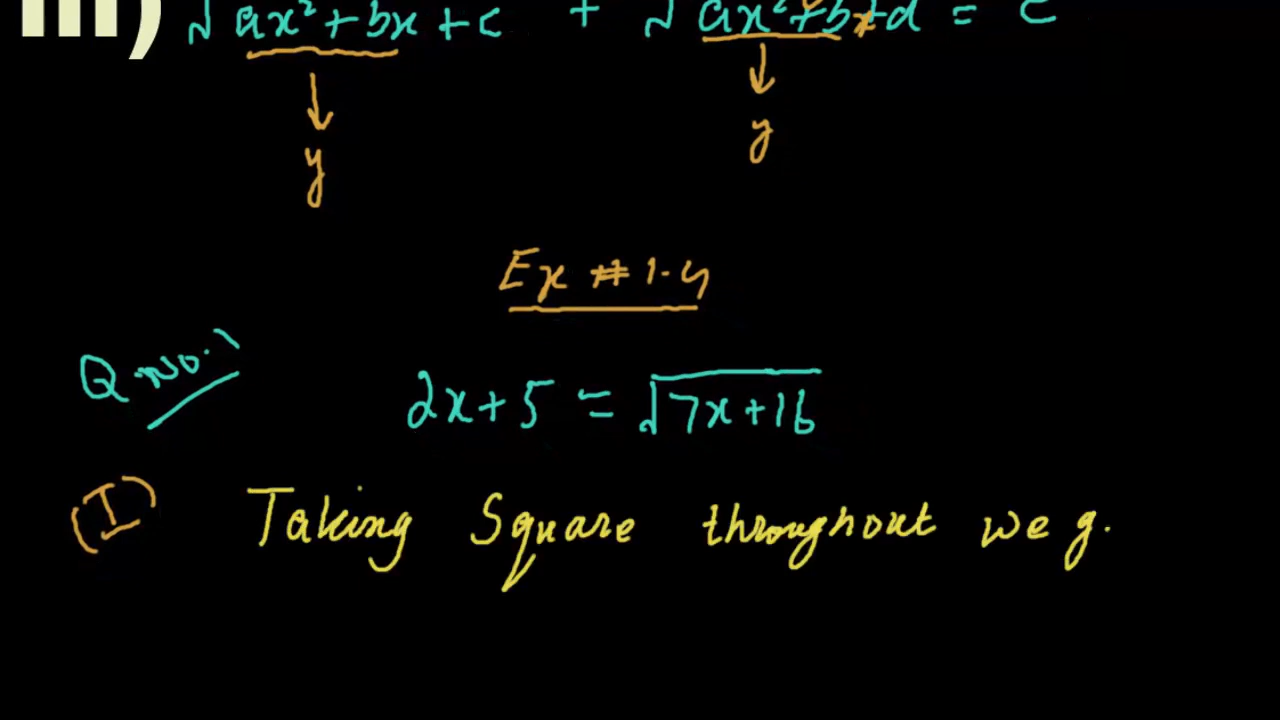 iii) √ax²+bx+c + √ax²+bx+d = e
y y
Ex # 1.4
Q.No.1
2x+5 = √7x+16
(I) Taking Square throughout we g.